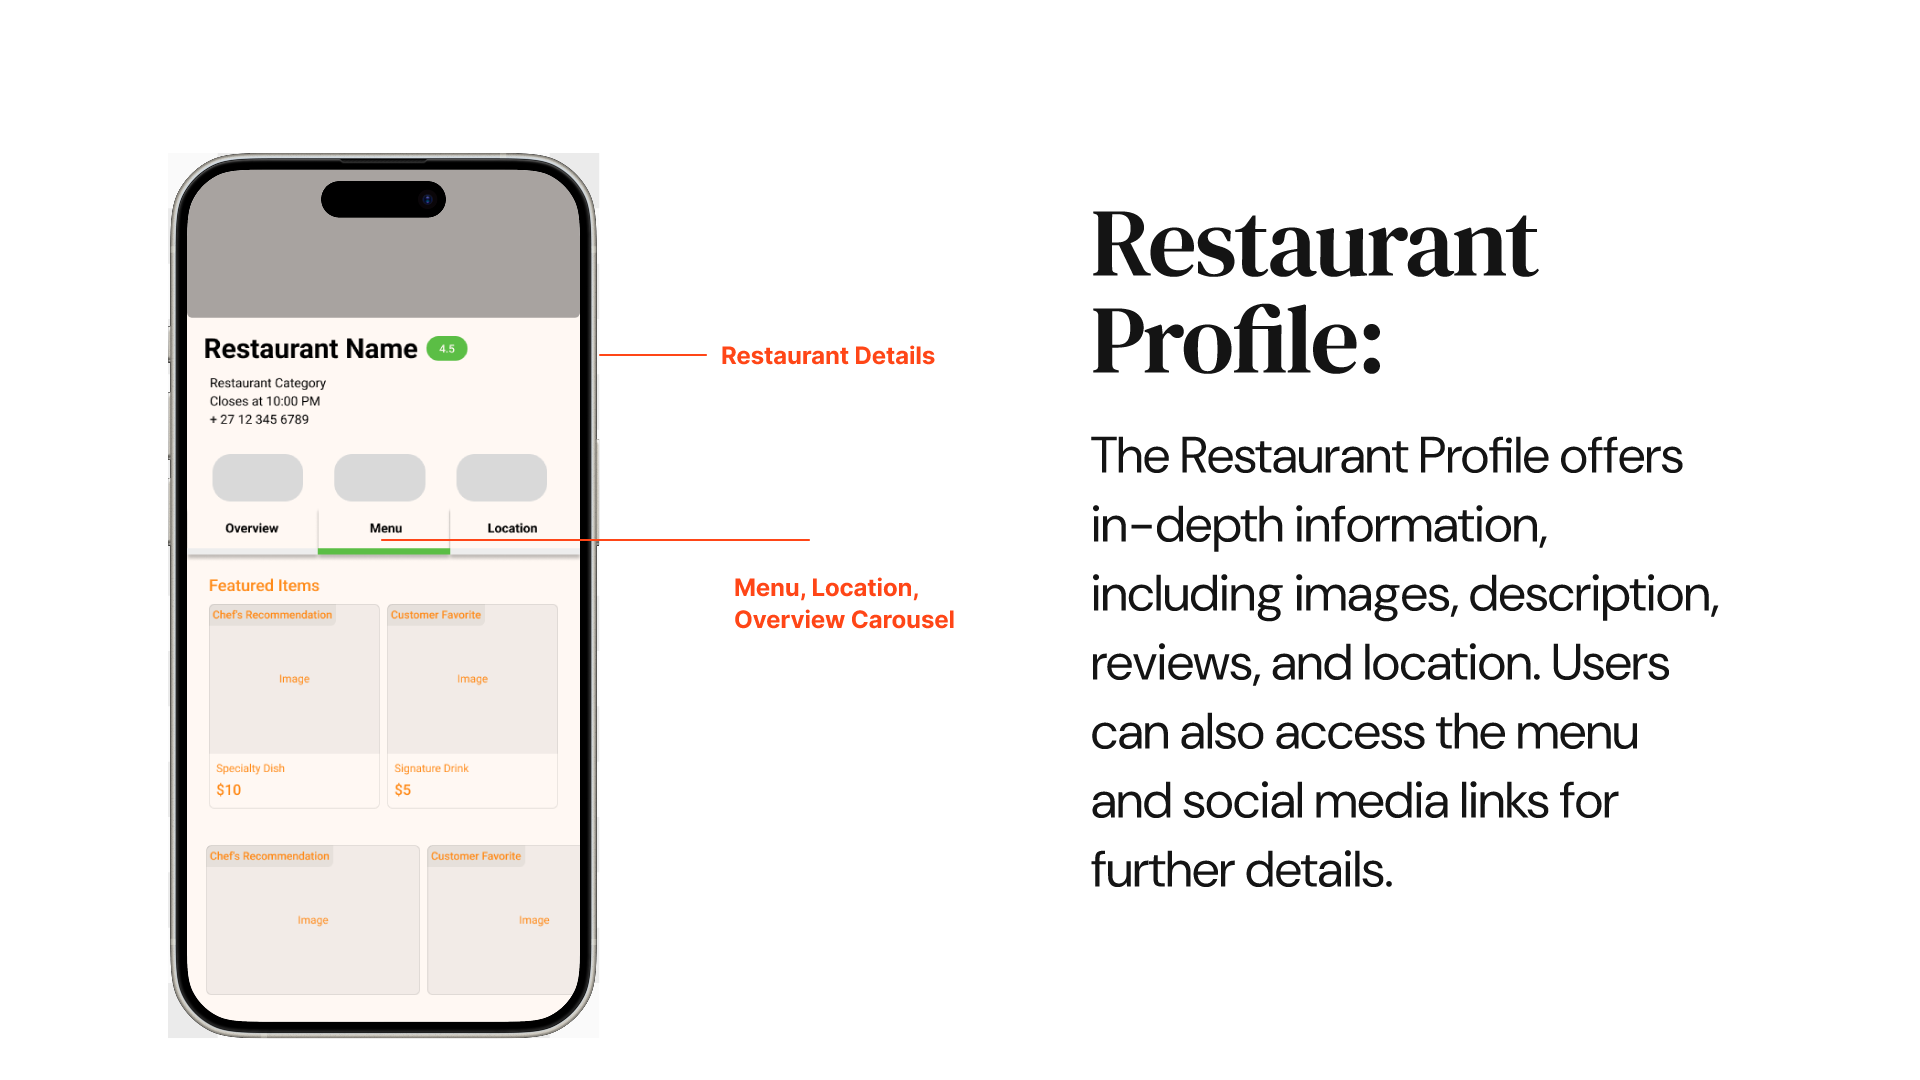 Restaurant Name 4.5
Restaurant Category
Closes at 10:00 PM
+ 27 12 345 6789
Overview Menu Location
Featured Items
Chef's Recommendation Customer Favorite
Image Image
Specialty Dish Signature Drink
$10 $5
Chef's Recommendation Customer Favorite
Image Image
Restaurant Details
Menu, Location,
Overview Carousel
Restaurant
Profile:
The Restaurant Profile offers
in-depth information,
including images, description,
reviews, and location. Users
can also access the menu
and social media links for
further details.